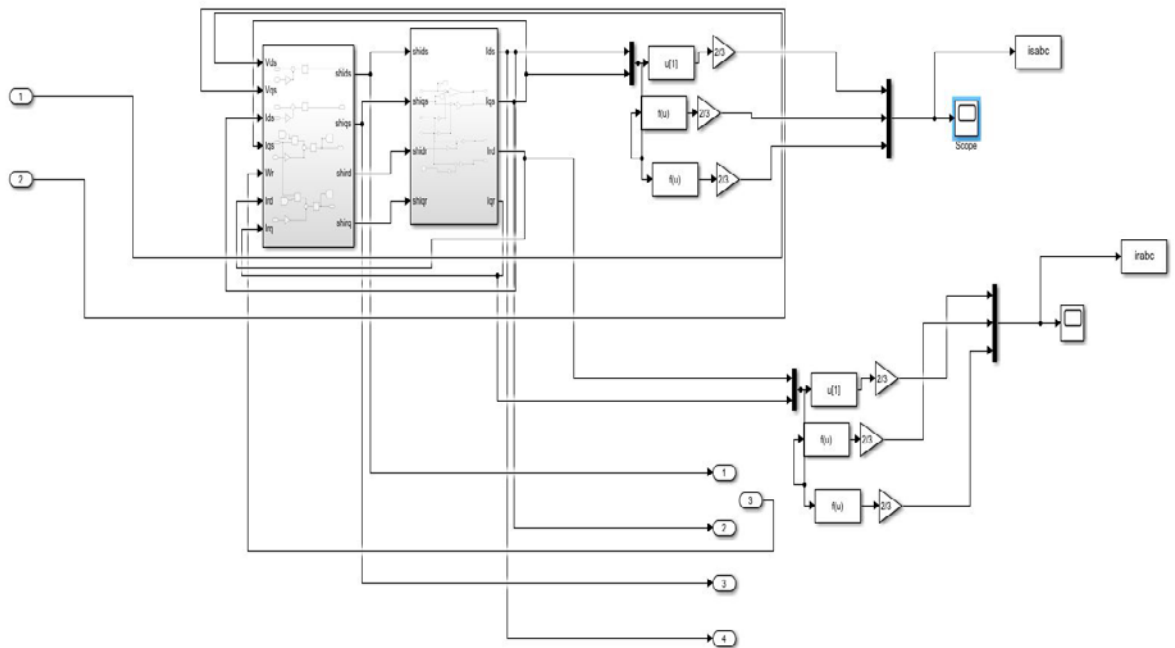 1
2
Vds
Vqs
Ids
Iqs
Wr
Ird
Irq
shids
shiqs
shird
shirq
shids
shiqs
shidr
shiqr
Ids
Iqs
Ird
Iqr
u[1]
2/3
f(u)
2/3
f(u)
2/3
isabc
Scope
irabc
u[1]
2/3
f(u)
2/3
f(u)
2/3
1
3
2
3
4